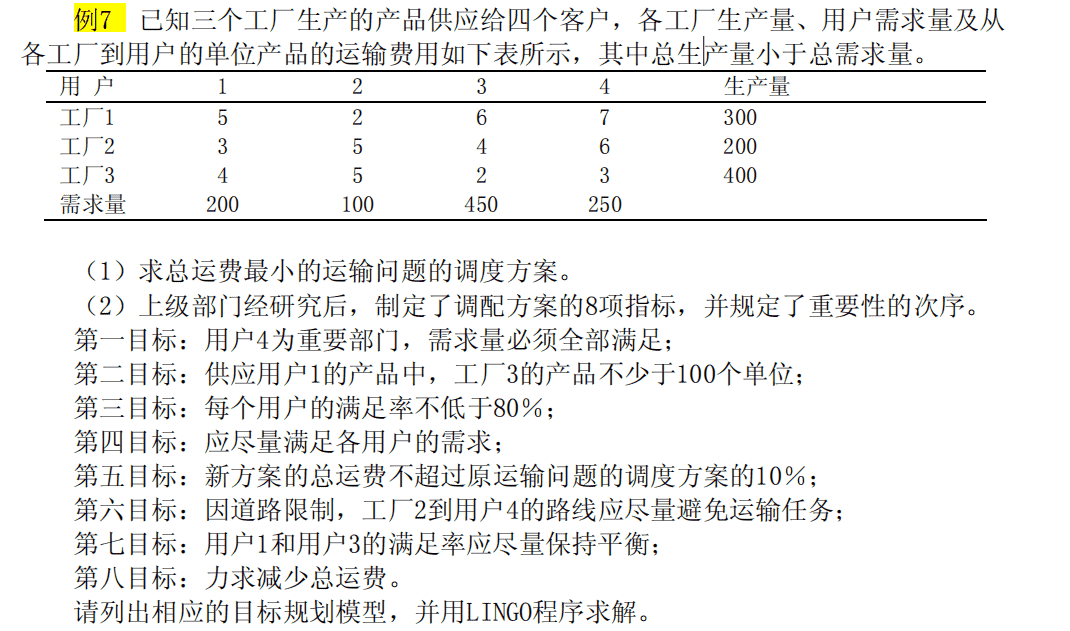 例7 已知三个工厂生产的产品供应给四个客户，各工厂生产量、用户需求量及从
各工厂到用户的单位产品的运输费用如下表所示，其中总生产量小于总需求量。
用 户 1 2 3 4 生产量
工厂1 5 2 6 7 300
工厂2 3 5 4 6 200
工厂3 4 5 2 3 400
需求量 200 100 450 250
（1）求总运费最小的运输问题的调度方案。
（2）上级部门经研究后，制定了调配方案的8项指标，并规定了重要性的次序。
第一目标：用户4为重要部门，需求量必须全部满足；
第二目标：供应用户1的产品中，工厂3的产品不少于100个单位；
第三目标：每个用户的满足率不低于80％；
第四目标：应尽量满足各用户的需求；
第五目标：新方案的总运费不超过原运输问题的调度方案的10％；
第六目标：因道路限制，工厂2到用户4的路线应尽量避免运输任务；
第七目标：用户1和用户3的满足率应尽量保持平衡；
第八目标：力求减少总运费。
请列出相应的目标规划模型，并用LINGO程序求解。